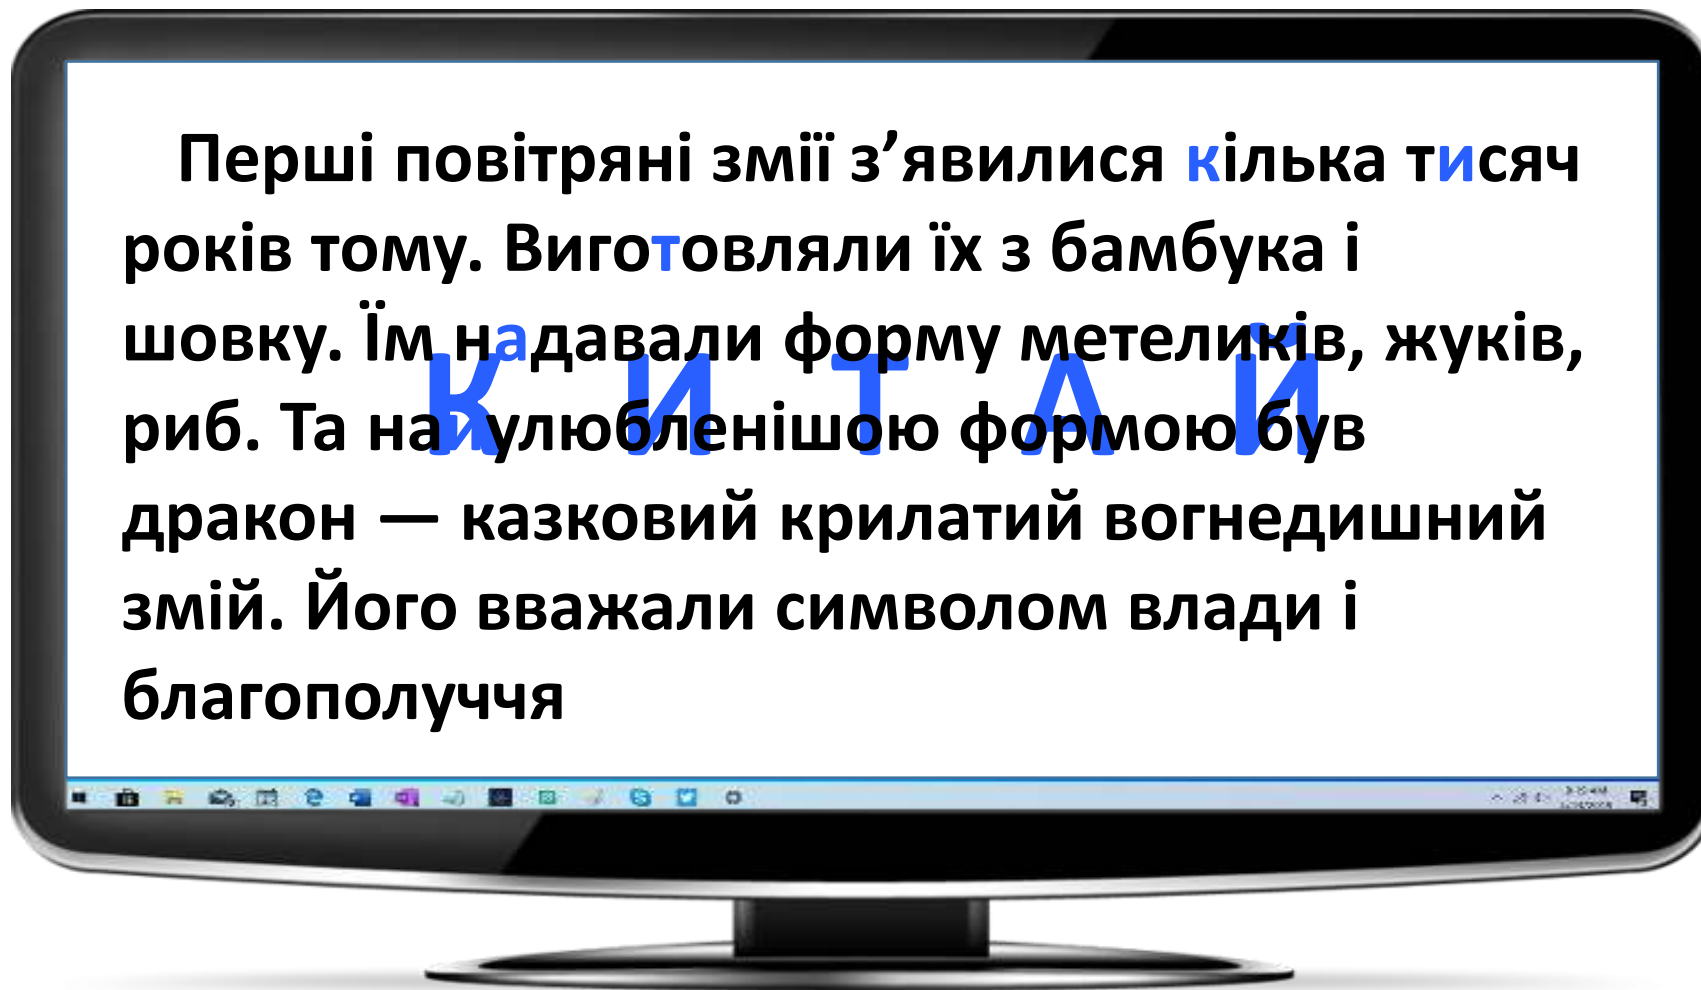 Перші повітряні змії з’явилися кілька тисяч
років тому. Виготовляли їх з бамбука і
шовку. Їм надавали форму метеликів, жуків,
К И Т А Й
риб. Та найулюбленішою формою був
дракон — казковий крилатий вогнедишний
змій. Його вважали символом влади і
благополуччя